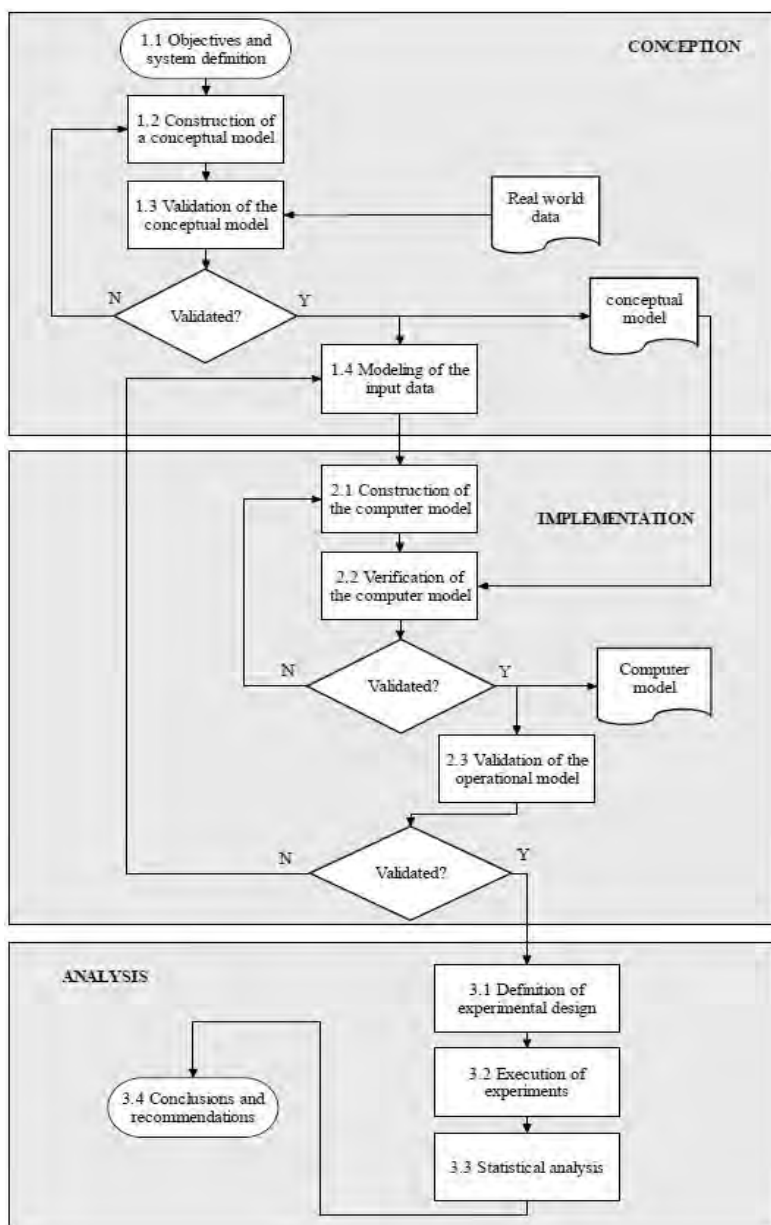 1.1 Objectives and
system definition
CONCEPTION
1.2 Construction of
a conceptual model
1.3 Validation of the
conceptual model
Real world
data
N
Validated?
Y
conceptual
model
1.4 Modeling of the
input data
2.1 Construction of
the computer model
IMPLEMENTATION
2.2 Verification of
the computer model
N
Validated?
Y
Computer
model
2.3 Validation of the
operational model
N
Validated?
Y
ANALYSIS
3.1 Definition of
experimental design
3.2 Execution of
experiments
3.4 Conclusions and
recommendations
3.3 Statistical analysis